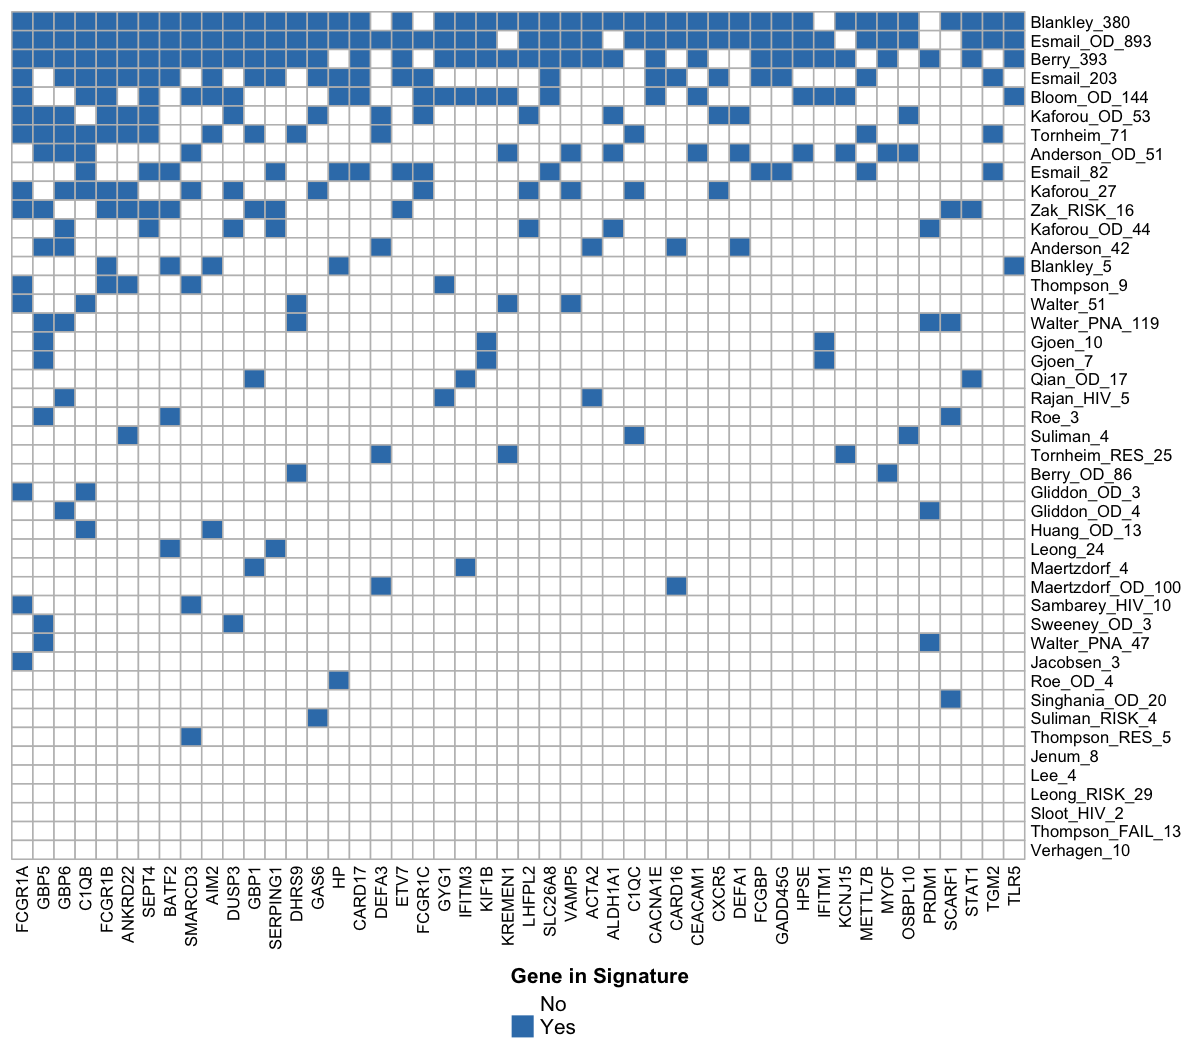 Blankley_380
Esmail_OD_893
Berry_393
Esmail_203
Bloom_OD_144
Kaforou_OD_53
Tornheim_71
Anderson_OD_51
Esmail_82
Kaforou_27
Zak_RISK_16
Kaforou_OD_44
Anderson_42
Blankley_5
Thompson_9
Walter_51
Walter_PNA_119
Gjoen_10
Gjoen_7
Qian_OD_17
Rajan_HIV_5
Roe_3
Suliman_4
Tornheim_RES_25
Berry_OD_86
Gliddon_OD_3
Gliddon_OD_4
Huang_OD_13
Leong_24
Maertzdorf_4
Maertzdorf_OD_100
Sambarey_HIV_10
Sweeney_OD_3
Walter_PNA_47
Jacobsen_3
Roe_OD_4
Singhania_OD_20
Suliman_RISK_4
Thompson_RES_5
Jenum_8
Lee_4
Leong_RISK_29
Sloot_HIV_2
Thompson_FAIL_13
Verhagen_10
FCGR1A
GBP5
GBP6
C1QB
FCGR1B
ANKRD22
SEPT4
BATF2
SMARCD3
AIM2
DUSP3
GBP1
SERPING1
DHRS9
GAS6
HP
CARD17
DEFA3
ETV7
FCGR1C
GYG1
IFITM3
KIF1B
KREMEN1
LHFPL2
SLC26A8
VAMP5
ACTA2
ALDH1A1
C1QC
CACNA1E
CARD16
CEACAM1
CXCR5
DEFA1
FCGBP
GADD45G
HPSE
IFITM1
KCNJ15
METTL7B
MYOF
OSBPL10
PRDM1
SCARF1
STAT1
TGM2
TLR5
Gene in Signature
No
Yes